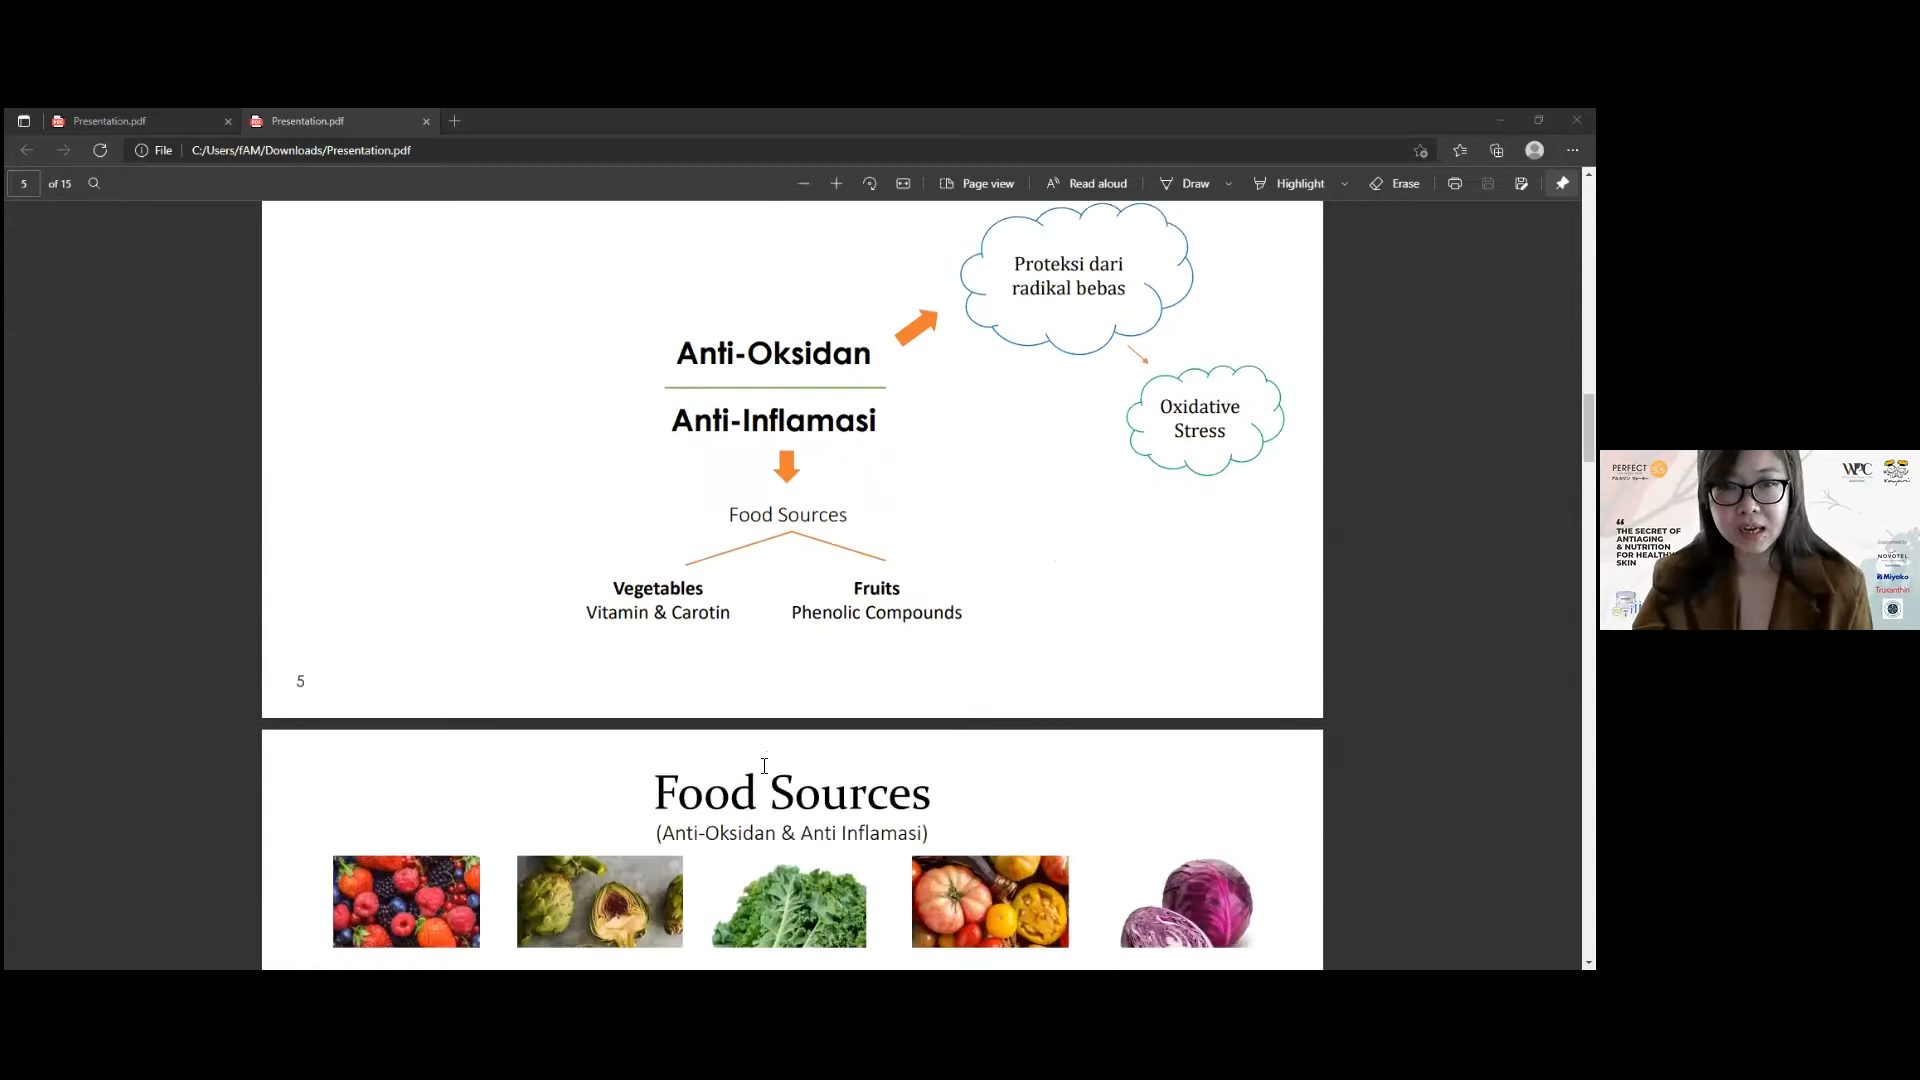 Presentation.pdf
Presentation.pdf
File
C:/Users/fAM/Downloads/Presentation.pdf
5
of 15
Page view
Read aloud
Draw
Highlight
Erase
Proteksi dari
radikal bebas
Anti-Oksidan
Anti-Inflamasi
Oxidative
Stress
Food Sources
Vegetables
Vitamin & Carotin
Fruits
Phenolic Compounds
5
Food Sources
(Anti-Oksidan & Anti Inflamasi)
PERFECT
5.5
WPC
“
THE SECRET OF
ANTIAGING
& NUTRITION
FOR HEALTHY
SKIN
NOVOTEL
Miyako
Truxanthin